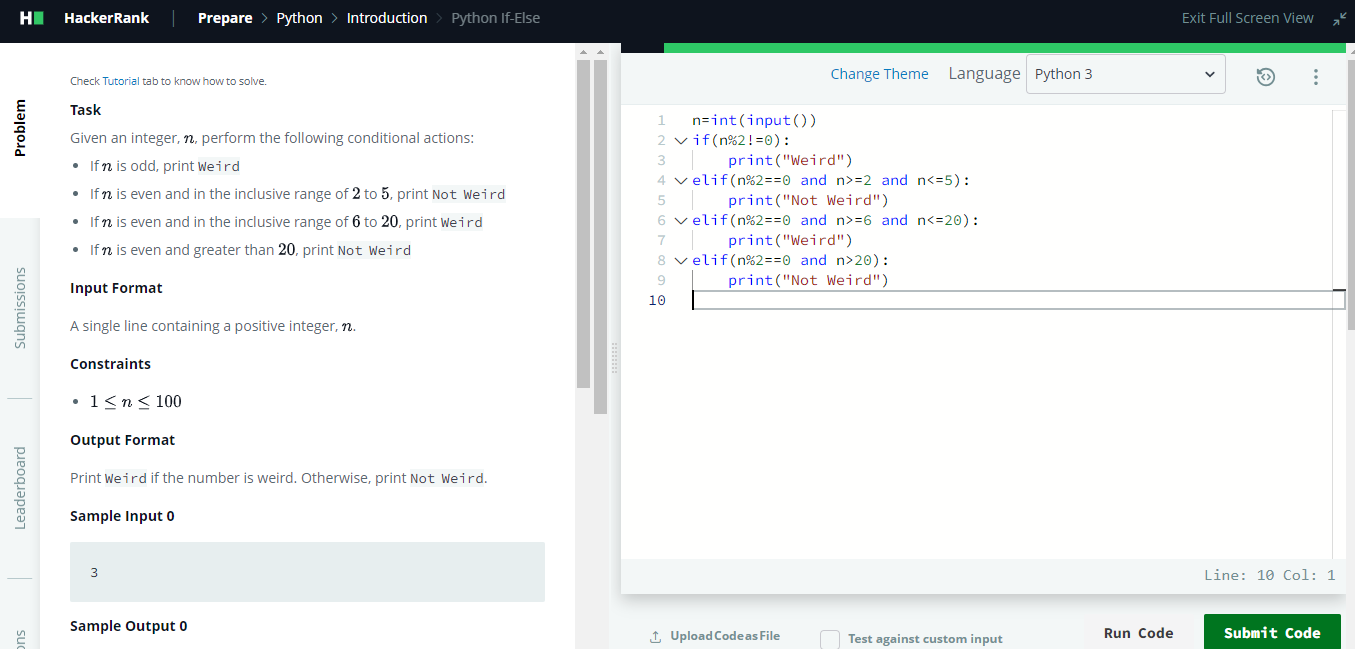 HackerRank | Prepare > Python > Introduction > Python If-Else
Exit Full Screen View
Problem
Submissions
Leaderboard
Check Tutorial tab to know how to solve.
Task
Given an integer, n, perform the following conditional actions:
• If n is odd, print Weird
• If n is even and in the inclusive range of 2 to 5, print Not Weird
• If n is even and in the inclusive range of 6 to 20, print Weird
• If n is even and greater than 20, print Not Weird
Input Format
A single line containing a positive integer, n.
Constraints
• 1 ≤ n ≤ 100
Output Format
Print Weird if the number is weird. Otherwise, print Not Weird.
Sample Input 0
3
Sample Output 0
Change Theme Language Python 3
1 n=int(input())
2 if(n%2!=0):
3 print("Weird")
4 elif(n%2==0 and n>=2 and n<=5):
5 print("Not Weird")
6 elif(n%2==0 and n>=6 and n<=20):
7 print("Weird")
8 elif(n%2==0 and n>20):
9 print("Not Weird")
10
Line: 10 Col: 1
Upload Code as File
Test against custom input
Run Code
Submit Code